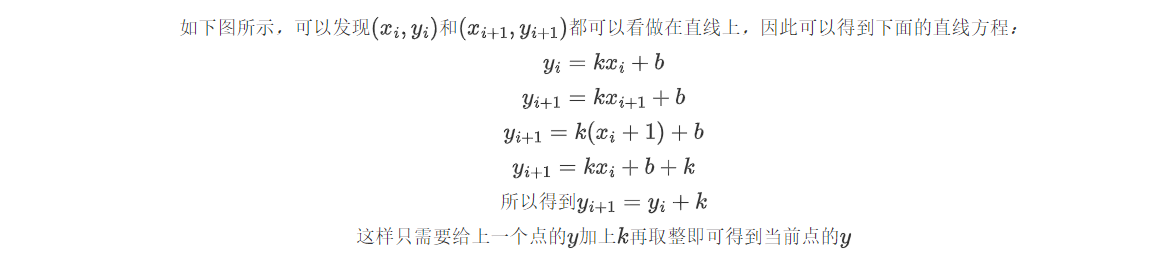 如下图所示，可以发现(xᵢ, yᵢ)和(xᵢ₊₁, yᵢ₊₁)都可以看做在直线上，因此可以得到下面的直线方程：
yᵢ = kxᵢ + b
yᵢ₊₁ = kxᵢ₊₁ + b
yᵢ₊₁ = k(xᵢ + 1) + b
yᵢ₊₁ = kxᵢ + b + k
所以得到yᵢ₊₁ = yᵢ + k
这样只需要给上一个点的y加上k再取整即可得到当前点的y